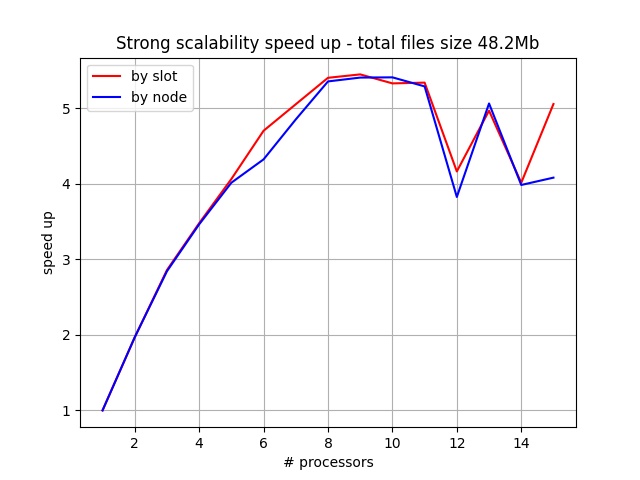 Strong scalability speed up - total files size 48.2Mb
by slot
by node
5
4
3
2
1
speed up
2 4 6 8 10 12 14
# processors